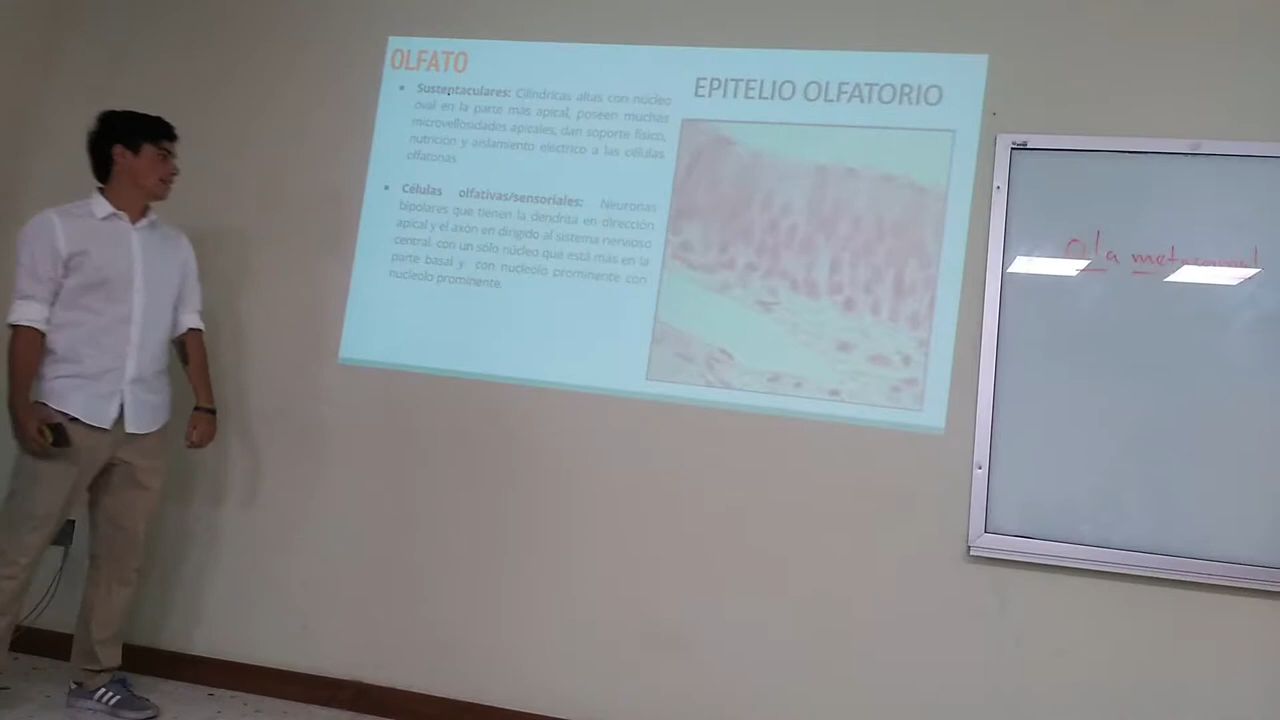 OLFATO
Sustentaculares: Cilíndricas altas con núcleo
oval en la parte más apical, poseen muchas
microvellosidades apicales, dan soporte físico,
nutrición y aislamiento eléctrico a las células
olfatorias
Células olfativas/sensoriales: Neuronas
bipolares que tienen la dendrita en dirección
apical y el axón en dirigido al sistema nervioso
central, con un sólo núcleo que está más en la
parte basal y con nucleolo prominente con
nucleolo prominente.
EPITELIO OLFATORIO